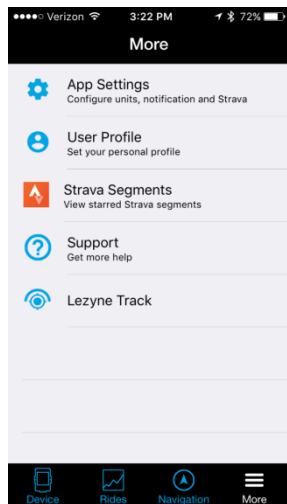 Verizon 3:22 PM 72%
More
App Settings
Configure units, notification and Strava
User Profile
Set your personal profile
Strava Segments
View starred Strava segments
Support
Get more help
Lezyne Track
Device Rides Navigation More